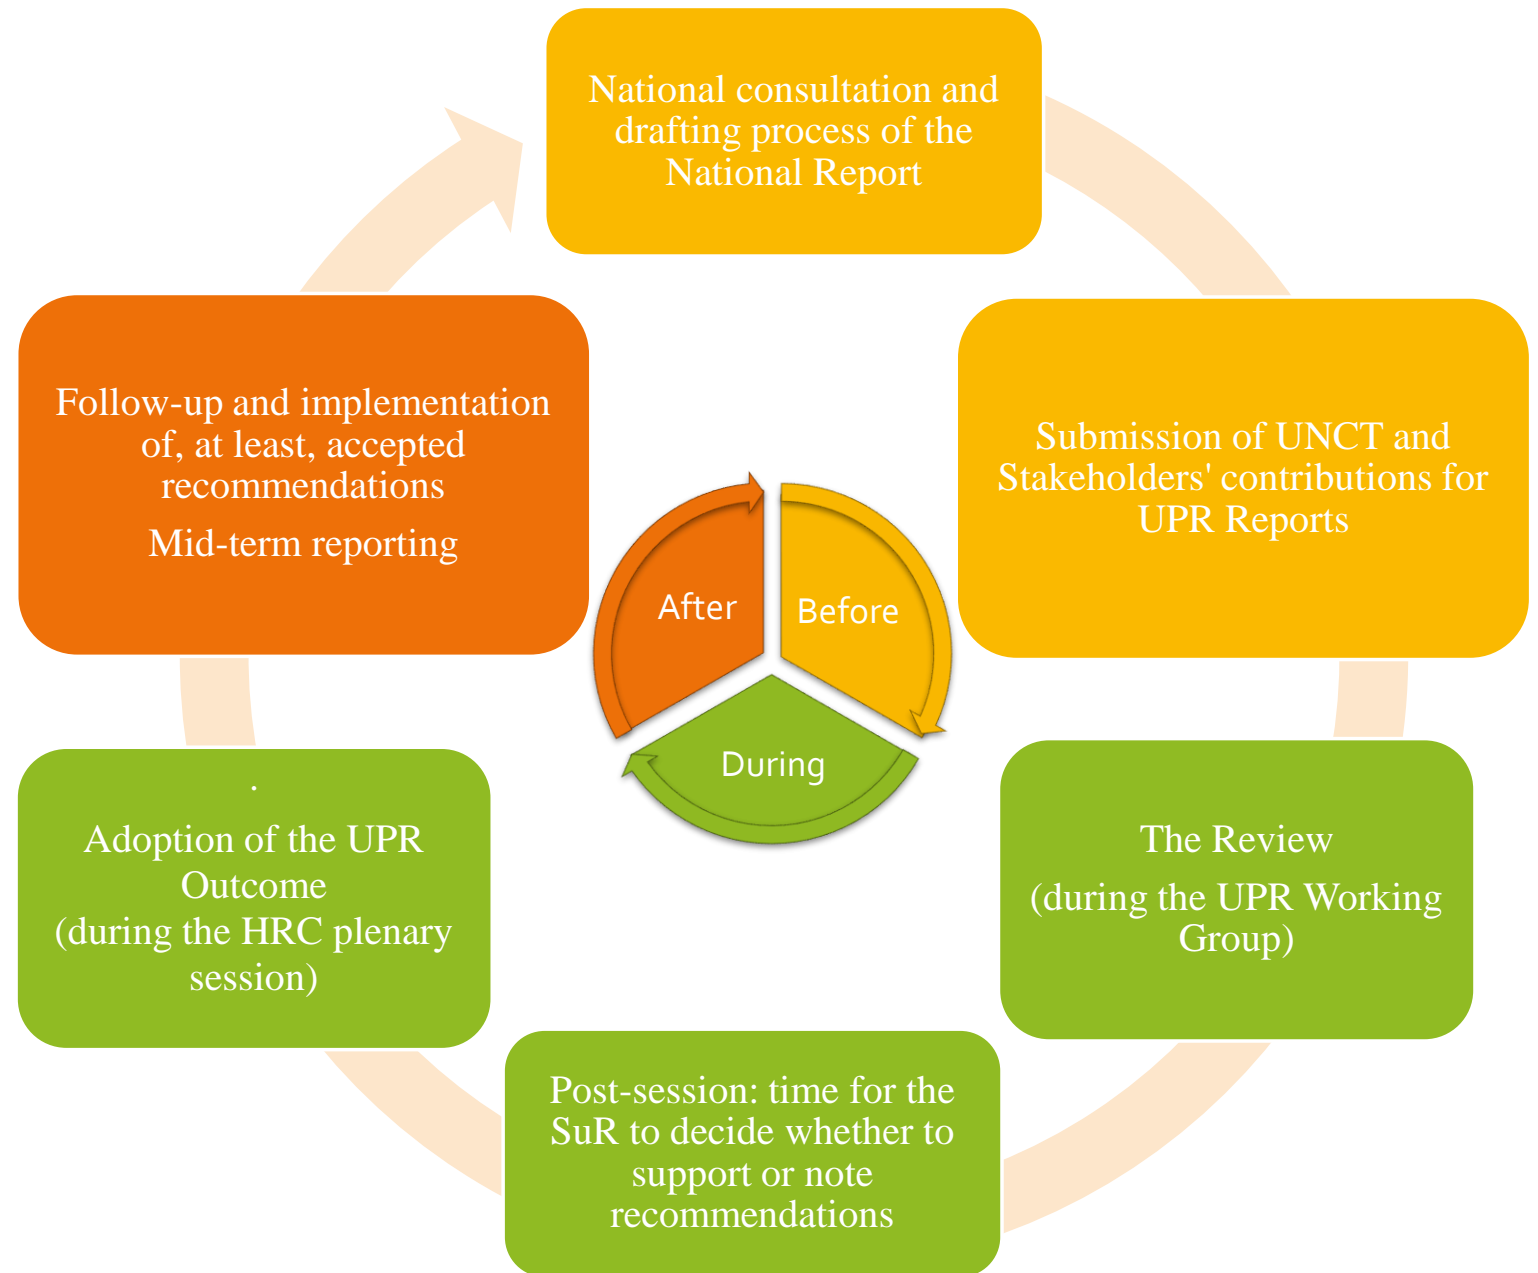 National consultation and
drafting process of the
National Report
Submission of UNCT and
Stakeholders' contributions for
UPR Reports
The Review
(during the UPR Working
Group)
Post-session: time for the
SuR to decide whether to
support or note
recommendations
.
Adoption of the UPR
Outcome
(during the HRC plenary
session)
Follow-up and implementation
of, at least, accepted
recommendations
Mid-term reporting
Before
During
After